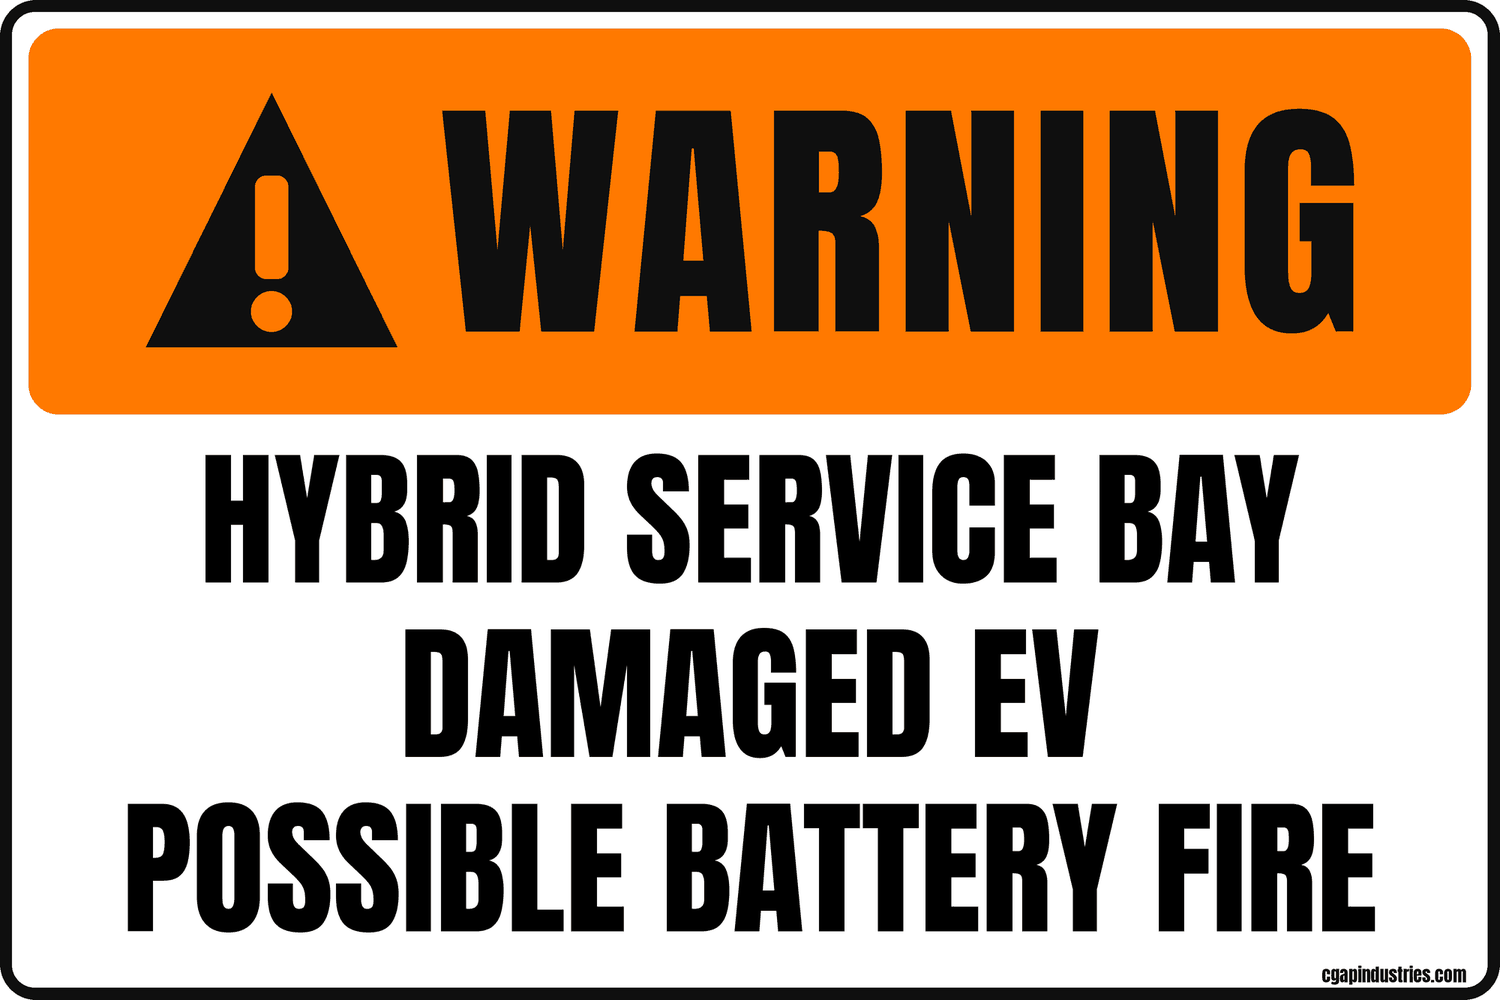 WARNING
HYBRID SERVICE BAY
DAMAGED EV
POSSIBLE BATTERY FIRE
cgapindustries.com